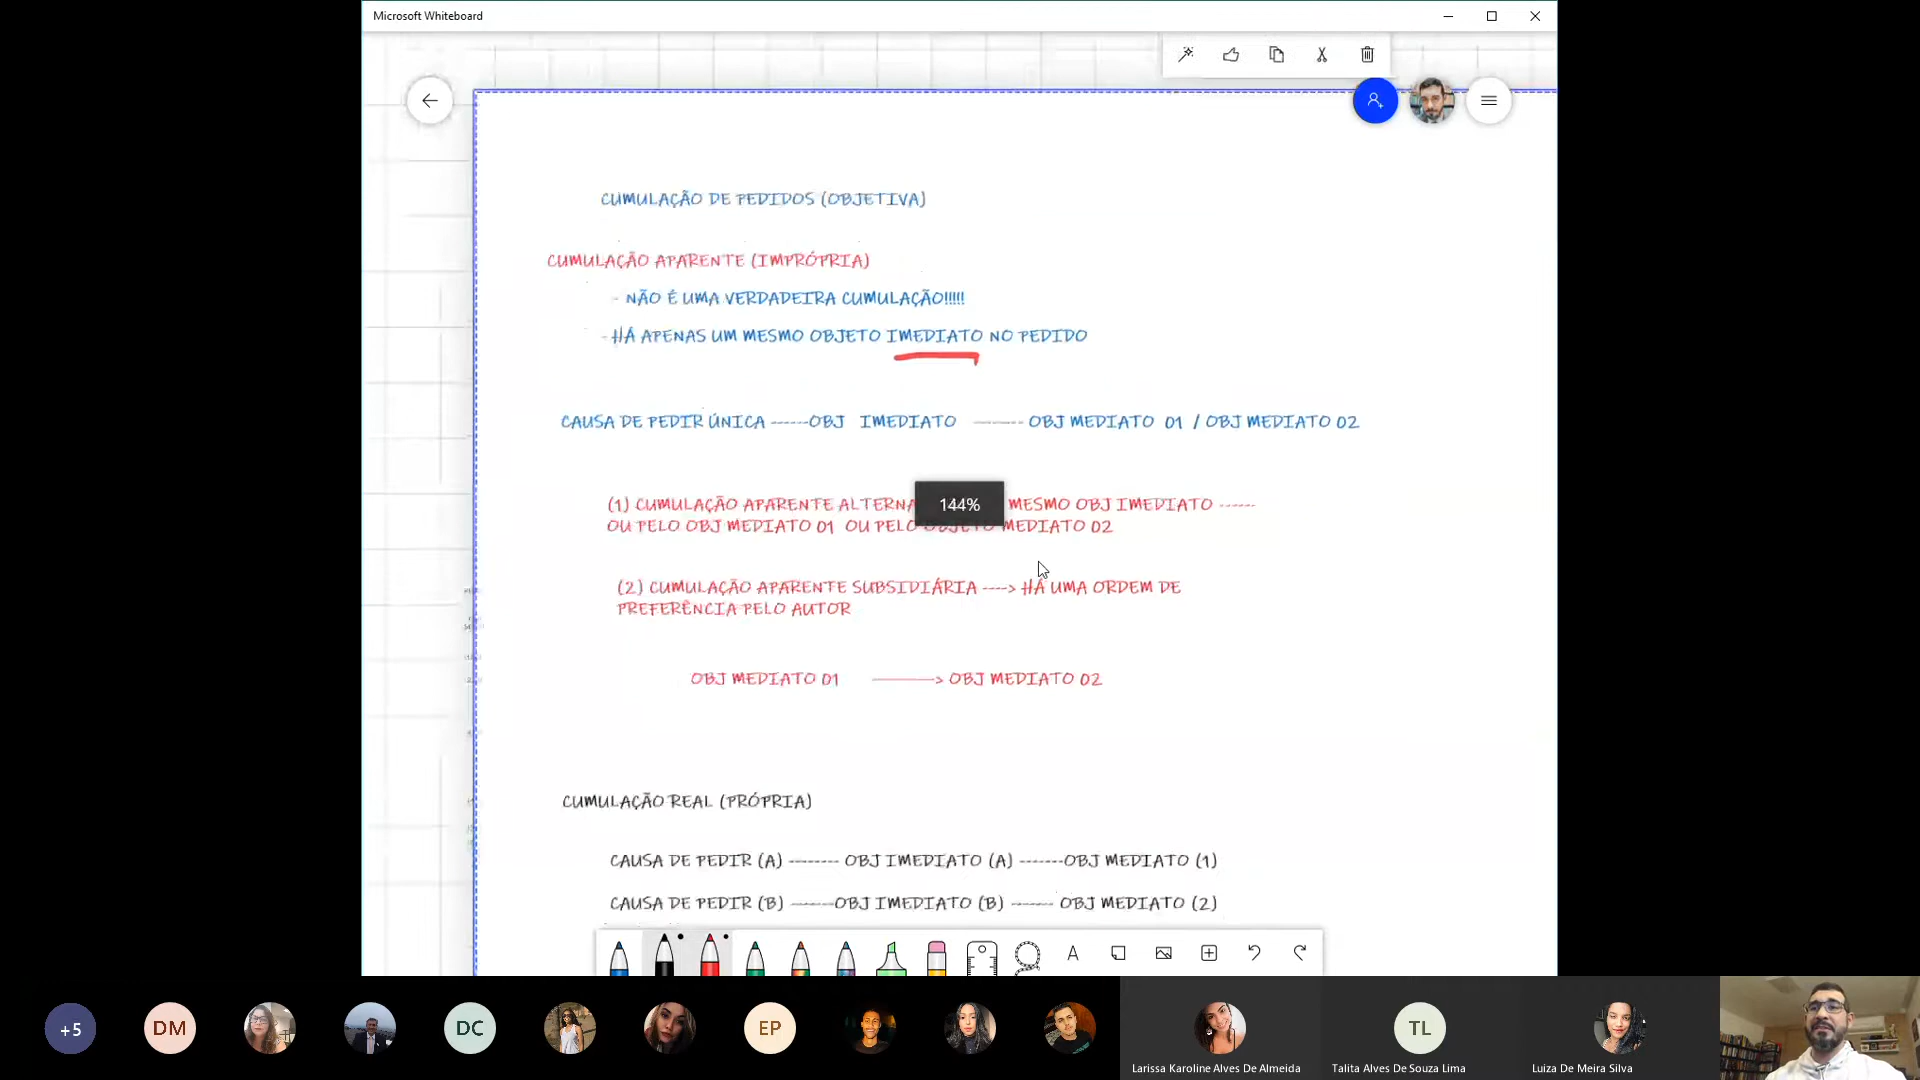 Microsoft Whiteboard
CUMULAÇÃO DE PEDIDOS (OBJETIVA)
CUMULAÇÃO APARENTE (IMPRÓPRIA)
- NÃO É UMA VERDADEIRA CUMULAÇÃO!!!!!
- HÁ APENAS UM MESMO OBJETO IMEDIATO NO PEDIDO
CAUSA DE PEDIR ÚNICA ------OBJ IMEDIATO -------- OBJ MEDIATO 01 / OBJ MEDIATO 02
(1) CUMULAÇÃO APARENTE ALTERNA MESMO OBJ IMEDIATO ------
144%
OU PELO OBJ MEDIATO 01 OU PELO OBJETO MEDIATO 02
(2) CUMULAÇÃO APARENTE SUBSIDIÁRIA ----> HÁ UMA ORDEM DE
PREFERÊNCIA PELO AUTOR
OBJ MEDIATO 01 ----------> OBJ MEDIATO 02
CUMULAÇÃO REAL (PRÓPRIA)
CAUSA DE PEDIR (A) -------- OBJ IMEDIATO (A) -------OBJ MEDIATO (1)
CAUSA DE PEDIR (B) -------OBJ IMEDIATO (B) ------- OBJ MEDIATO (2)
+5
DM
DC
EP
TL
Larissa Karoline Alves De Almeida
Talita Alves De Souza Lima
Luiza De Meira Silva